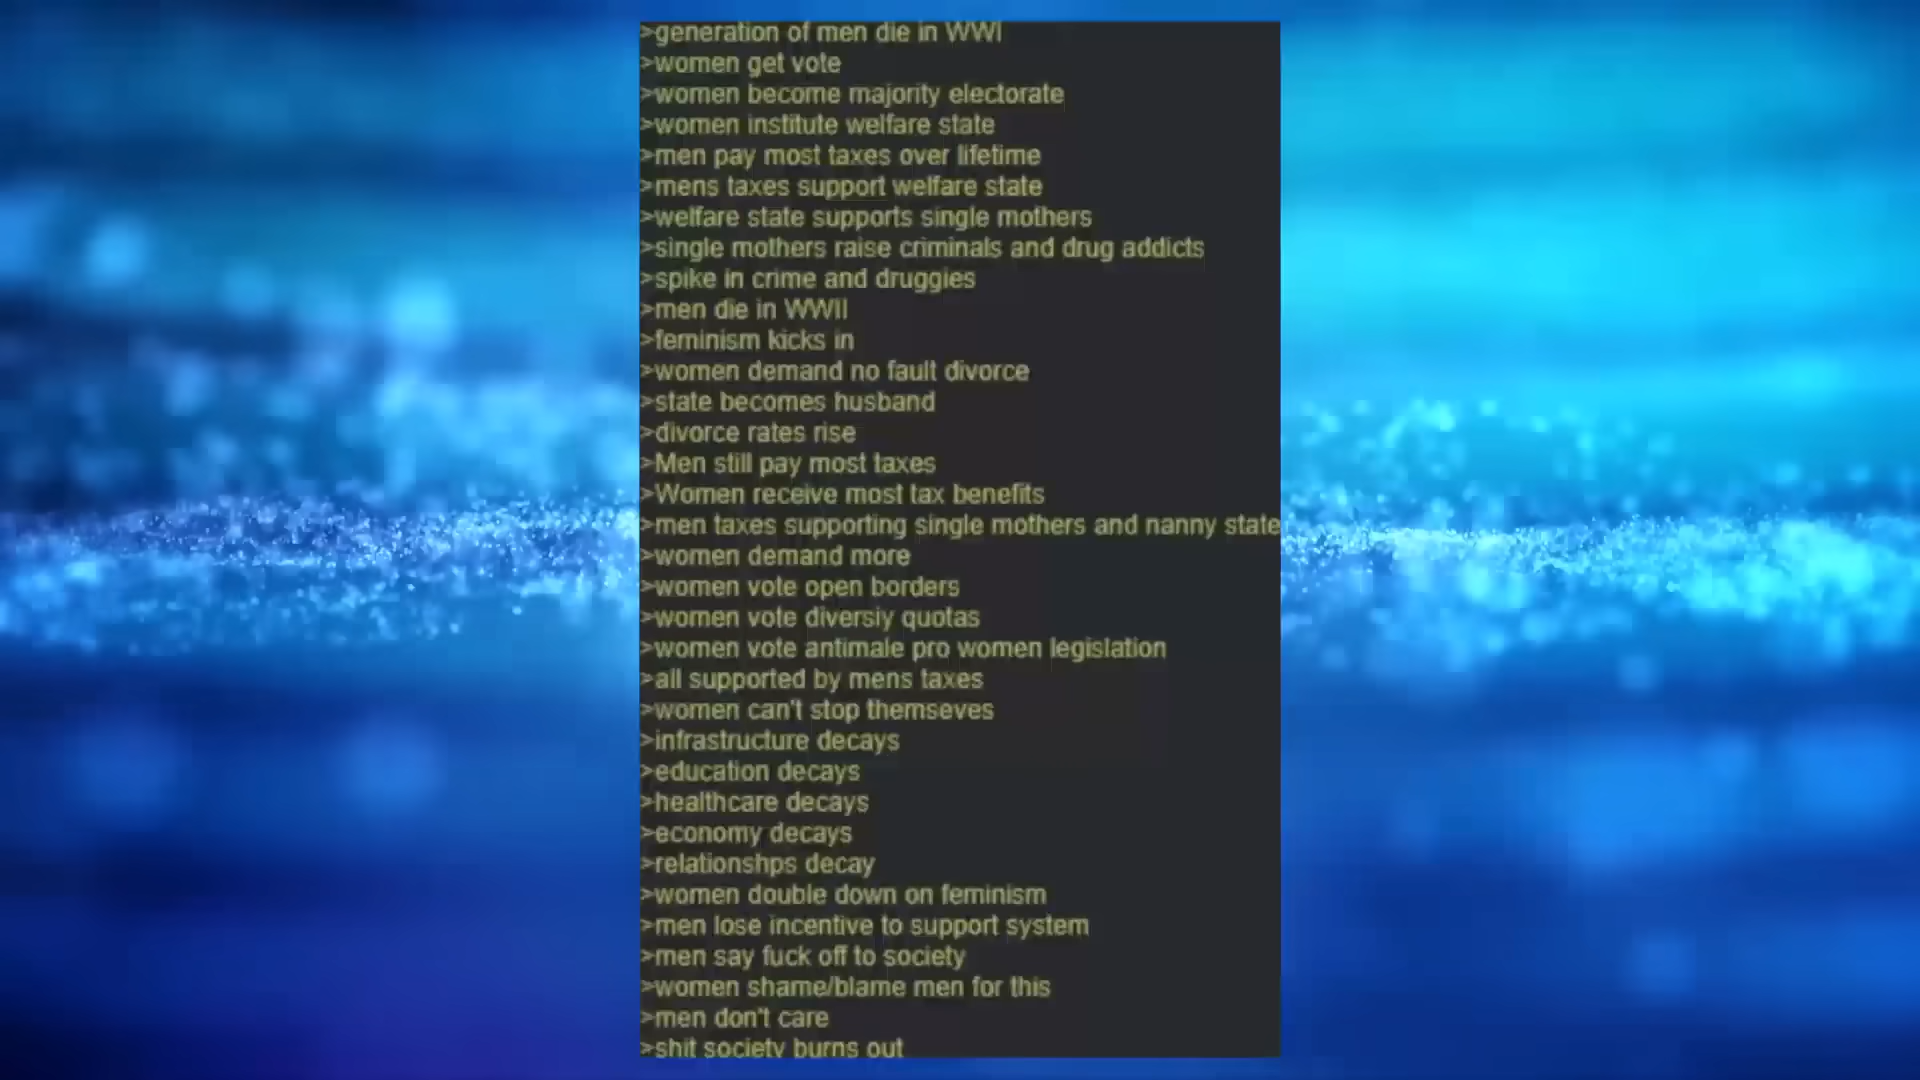 >generation of men die in WWI
>women get vote
>women become majority electorate
>women institute welfare state
>men pay most taxes over lifetime
>mens taxes support welfare state
>welfare state supports single mothers
>single mothers raise criminals and drug addicts
>spike in crime and druggies
>men die in WWII
>feminism kicks in
>women demand no fault divorce
>state becomes husband
>divorce rates rise
>Men still pay most taxes
>Women receive most tax benefits
>men taxes supporting single mothers and nanny state
>women demand more
>women vote open borders
>women vote diversiy quotas
>women vote antimale pro women legislation
>all supported by mens taxes
>women can't stop themseves
>infrastructure decays
>education decays
>healthcare decays
>economy decays
>relationshps decay
>women double down on feminism
>men lose incentive to support system
>men say fuck off to society
>women shame/blame men for this
>men don't care
>shit society burns out